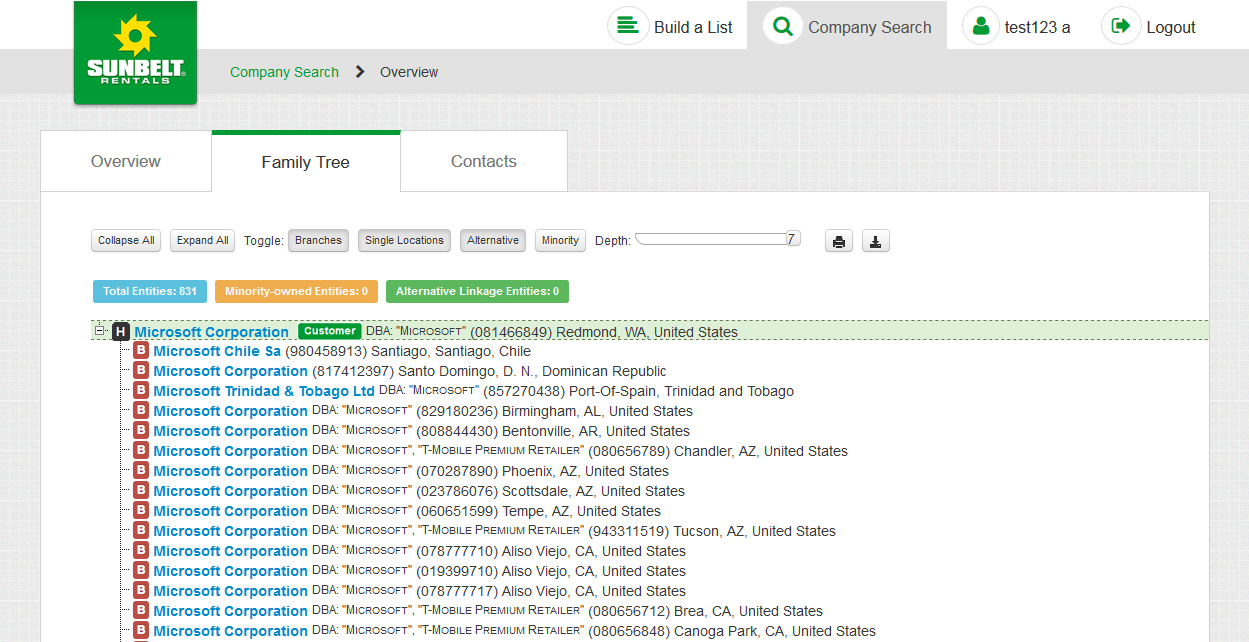 Build a List Company Search test123 a Logout
SUNBELT®
RENTALS
Company Search Overview
Overview Family Tree Contacts
Collapse All Expand All Toggle: Branches Single Locations Alternative Minority Depth: 7
Total Entities: 831 Minority-owned Entities: 0 Alternative Linkage Entities: 0
H Microsoft Corporation Customer DBA: "MICROSOFT" (081466849) Redmond, WA, United States
B Microsoft Chile Sa (980458913) Santiago, Santiago, Chile
B Microsoft Corporation (817412397) Santo Domingo, D. N., Dominican Republic
B Microsoft Trinidad & Tobago Ltd DBA: "MICROSOFT" (857270438) Port-Of-Spain, Trinidad and Tobago
B Microsoft Corporation DBA: "MICROSOFT" (829180236) Birmingham, AL, United States
B Microsoft Corporation DBA: "MICROSOFT" (808844430) Bentonville, AR, United States
B Microsoft Corporation DBA: "MICROSOFT", "T-MOBILE PREMIUM RETAILER" (080656789) Chandler, AZ, United States
B Microsoft Corporation DBA: "MICROSOFT" (070287890) Phoenix, AZ, United States
B Microsoft Corporation DBA: "MICROSOFT" (023786076) Scottsdale, AZ, United States
B Microsoft Corporation DBA: "MICROSOFT" (060651599) Tempe, AZ, United States
B Microsoft Corporation DBA: "MICROSOFT", "T-MOBILE PREMIUM RETAILER" (943311519) Tucson, AZ, United States
B Microsoft Corporation DBA: "MICROSOFT" (078777710) Aliso Viejo, CA, United States
B Microsoft Corporation DBA: "MICROSOFT" (019399710) Aliso Viejo, CA, United States
B Microsoft Corporation DBA: "MICROSOFT" (078777717) Aliso Viejo, CA, United States
B Microsoft Corporation DBA: "MICROSOFT", "T-MOBILE PREMIUM RETAILER" (080656712) Brea, CA, United States
B Microsoft Corporation DBA: "MICROSOFT", "T-MOBILE PREMIUM RETAILER" (080656848) Canoga Park, CA, United States